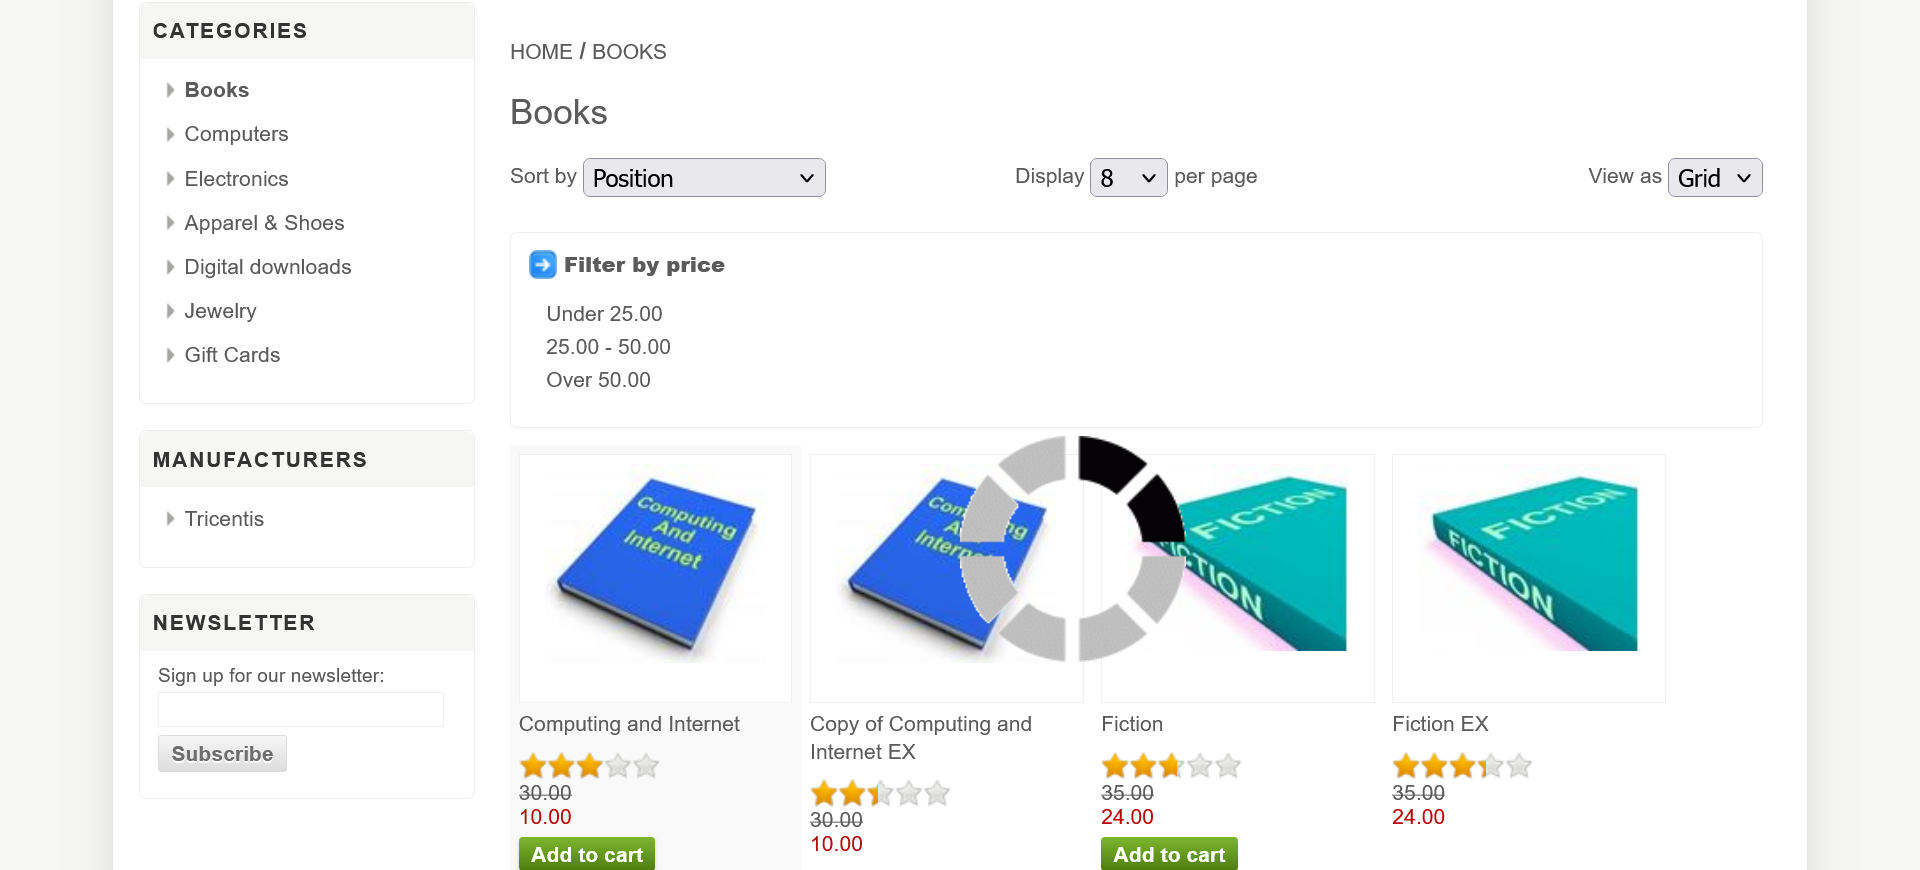 CATEGORIES
Books
Computers
Electronics
Apparel & Shoes
Digital downloads
Jewelry
Gift Cards
MANUFACTURERS
Tricentis
NEWSLETTER
Sign up for our newsletter:
Subscribe
HOME / BOOKS
Books
Sort by Position
Display 8 per page
View as Grid
Filter by price
Under 25.00
25.00 - 50.00
Over 50.00
Computing
And
Internet
Computing and Internet
30.00
10.00
Add to cart
Internet
Copy of Computing and
Internet EX
30.00
10.00
FICTION
FICTION
Fiction
35.00
24.00
Add to cart
FICTION
FICTION
Fiction EX
35.00
24.00